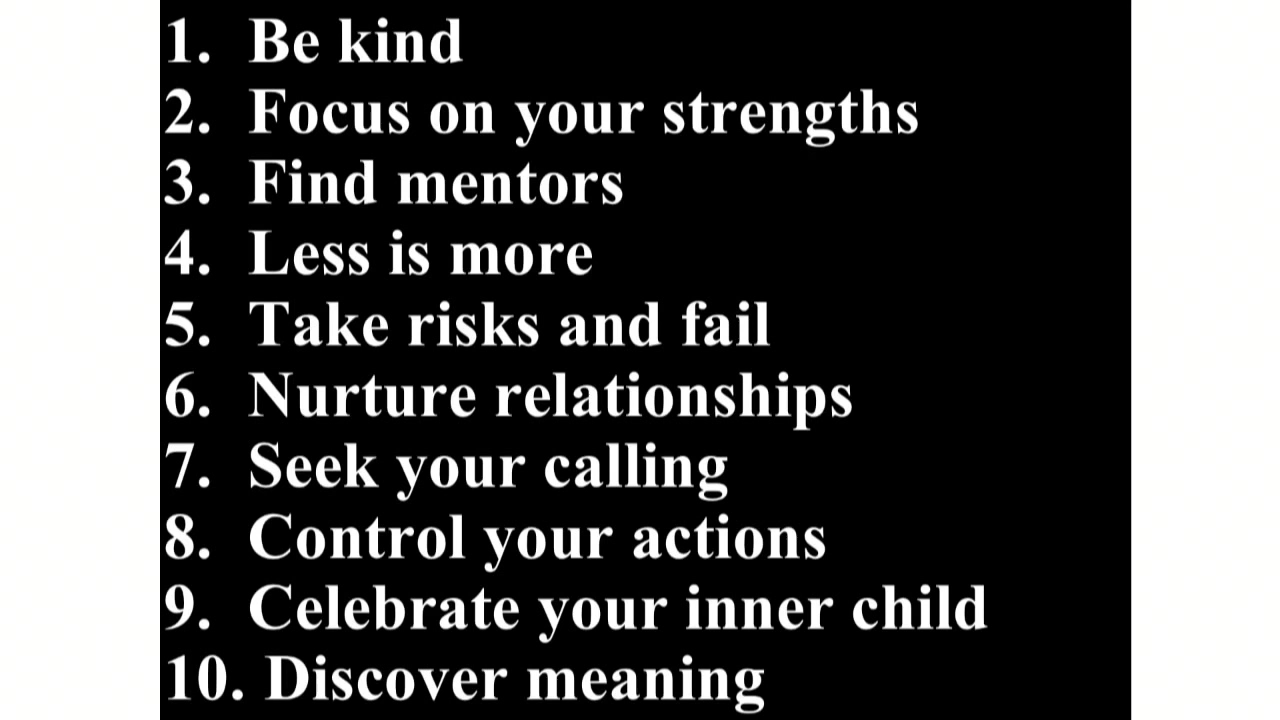 1. Be kind
2. Focus on your strengths
3. Find mentors
4. Less is more
5. Take risks and fail
6. Nurture relationships
7. Seek your calling
8. Control your actions
9. Celebrate your inner child
10. Discover meaning